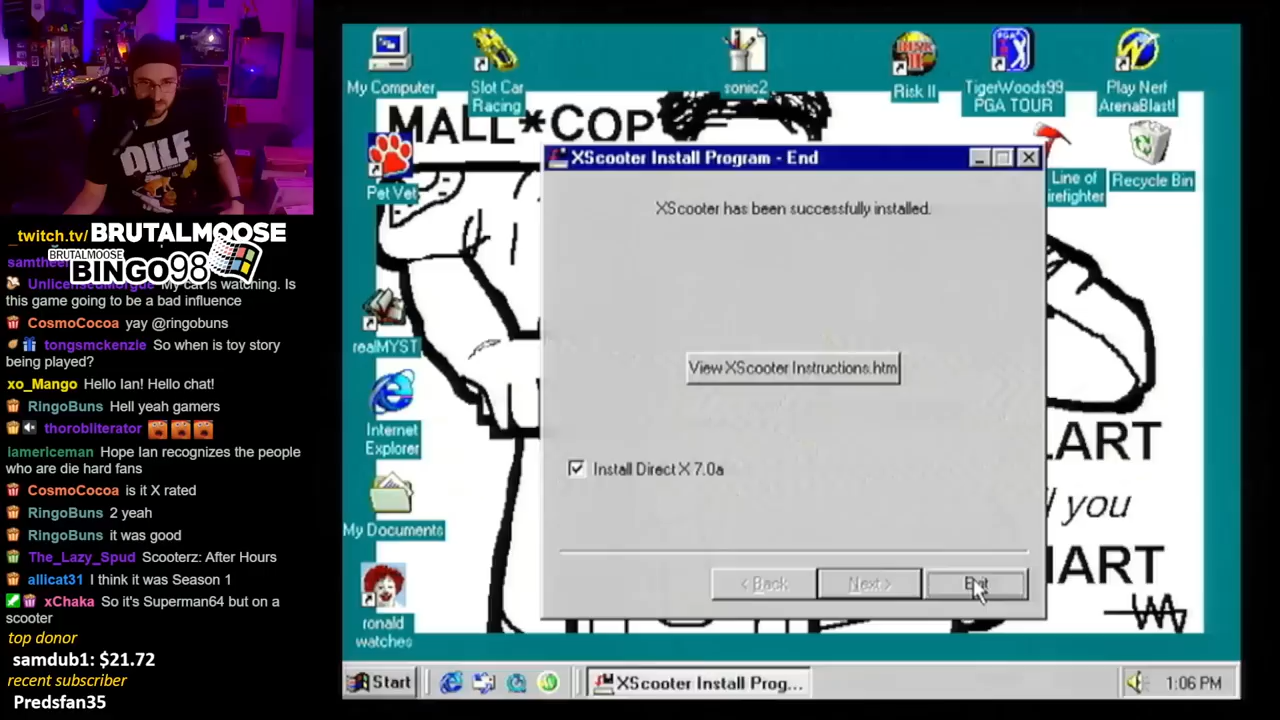 DILF
twitch.tv/BRUTALMOOSE
BRUTALMOOSE
BINGO98
UnlicensedMorgue My cat is watching. Is
this game going to be a bad influence
CosmoCocoa yay @ringobuns
tongsmckenzie So when is toy story
being played?
xo_Mango Hello Ian! Hello chat!
RingoBuns Hell yeah gamers
thorobliterator
Iamericeman Hope Ian recognizes the people
who are die hard fans
CosmoCocoa is it X rated
RingoBuns 2 yeah
RingoBuns it was good
The_Lazy_Spud Scooterz: After Hours
allicat31 I think it was Season 1
xChaka So it's Superman64 but on a
scooter
top donor
samdub1: $21.72
recent subscriber
Predsfan35
My Computer
Slot Car
Racing
sonic2
Risk II
TigerWoods99
PGA TOUR
Play Nerf
ArenaBlast!
MALL*COP
Pet Vet
Line of
irefighter
Recycle Bin
realMYST
Internet
Explorer
My Documents
ronald
watches
XScooter Install Program - End
XScooter has been successfully installed.
View XScooter Instructions.htm
Install Direct X 7.0a
< Back
Next >
Exit
LART
you
MART
Start
XScooter Install Prog...
1:06 PM